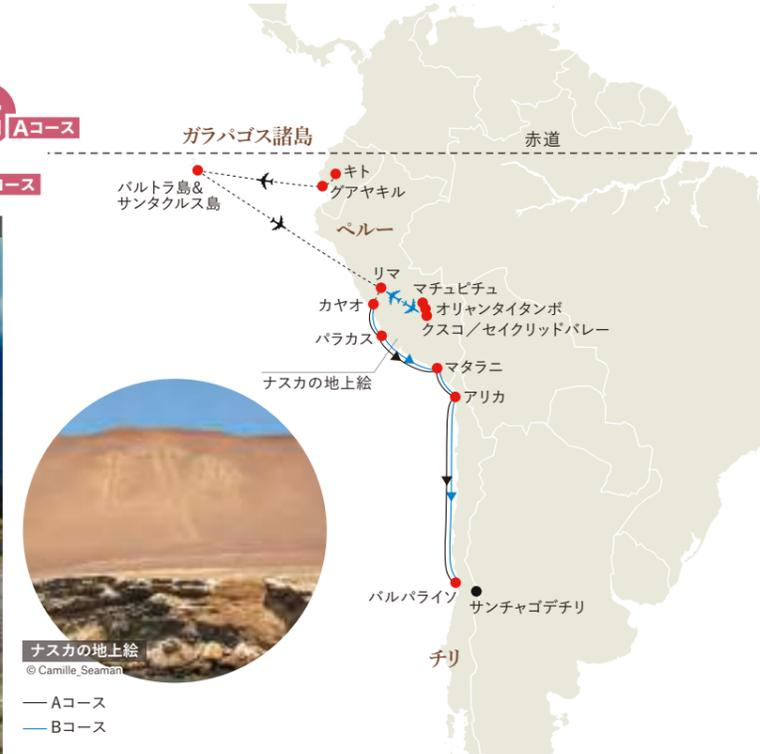 Aコース
ース
ガラパゴス諸島
赤道
キト
グアヤキル
バルトラ島&
サンタクルス島
ペルー
リマ
マチュピチュ
カヤオ
オリャンタイタンボ
クスコ／セイクリッドバレー
パラカス
マタラニ
ナスカの地上絵
アリカ
バルパライソ
サンチャゴデチリ
チリ
ナスカの地上絵
© Camille_Seaman
Aコース
Bコース